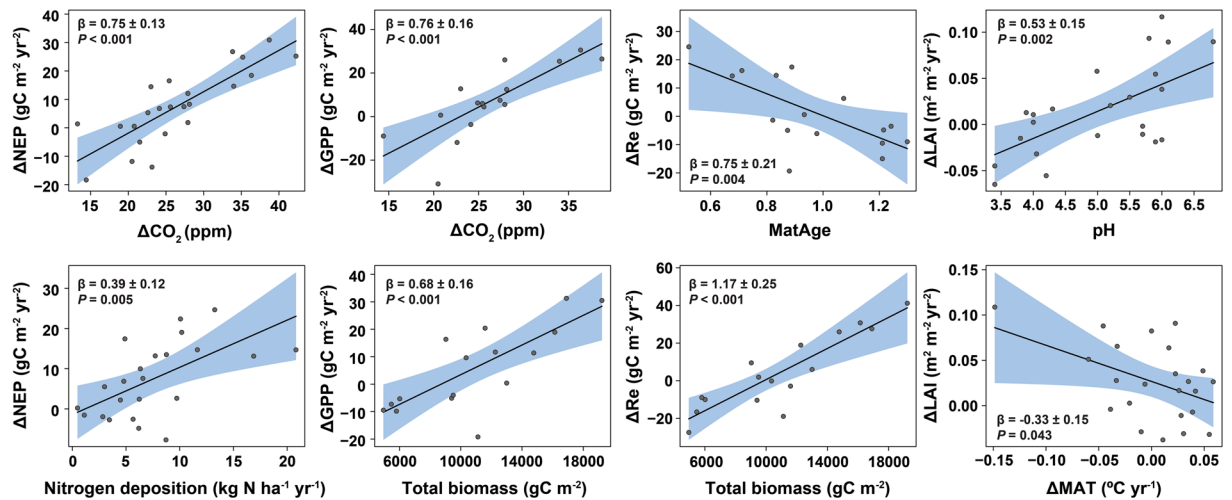 β = 0.75 ± 0.13
P < 0.001
ΔNEP (gC m⁻² yr⁻²)
40
30
20
10
0
−10
−20
15 20 25 30 35 40
ΔCO₂ (ppm)
β = 0.76 ± 0.16
P < 0.001
ΔGPP (gC m⁻² yr⁻²)
40
20
0
−20
15 20 25 30 35
ΔCO₂ (ppm)
β = 0.75 ± 0.21
P = 0.004
ΔRe (gC m⁻² yr⁻²)
30
20
10
0
−10
−20
0.6 0.8 1.0 1.2
MatAge
β = 0.53 ± 0.15
P = 0.002
ΔLAI (m² m⁻² yr⁻²)
0.10
0.05
0.00
−0.05
3.5 4.0 4.5 5.0 5.5 6.0 6.5
pH
β = 0.39 ± 0.12
P = 0.005
ΔNEP (gC m⁻² yr⁻²)
30
20
10
0
0 5 10 15 20
Nitrogen deposition (kg N ha⁻¹ yr⁻¹)
β = 0.68 ± 0.16
P < 0.001
ΔGPP (gC m⁻² yr⁻²)
40
30
20
10
0
−10
−20
6000 10000 14000 18000
Total biomass (gC m⁻²)
β = 1.17 ± 0.25
P < 0.001
ΔRe (gC m⁻² yr⁻²)
60
40
20
0
−20
6000 10000 14000 18000
Total biomass (gC m⁻²)
β = -0.33 ± 0.15
P = 0.043
ΔLAI (m² m⁻² yr⁻²)
0.15
0.10
0.05
0.00
−0.15 −0.10 −0.05 0.00 0.05
ΔMAT (ºC yr⁻¹)